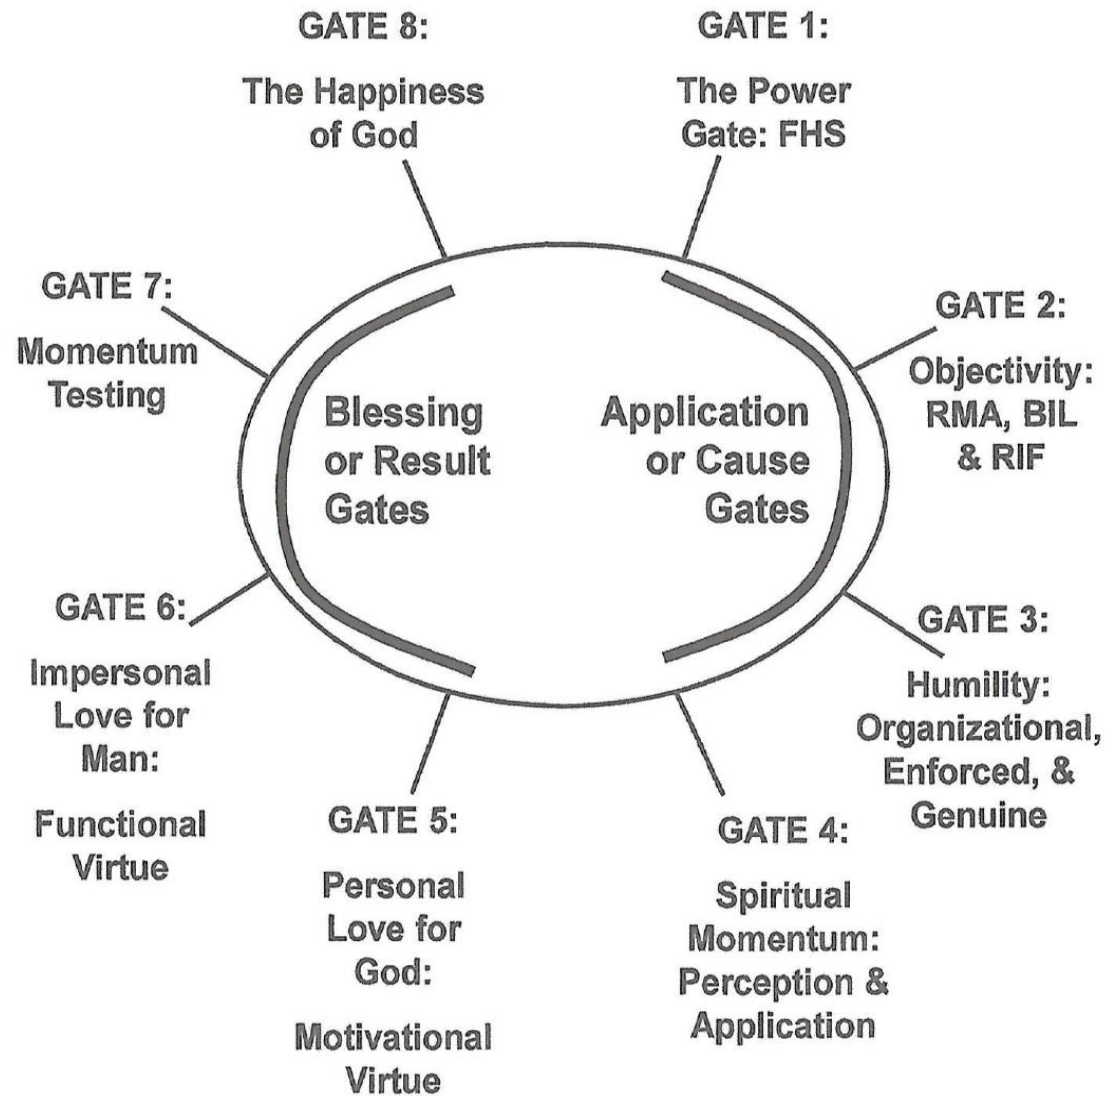 GATE 8:
The Happiness
of God
GATE 1:
The Power
Gate: FHS
GATE 2:
Objectivity:
RMA, BIL
& RIF
GATE 3:
Humility:
Organizational,
Enforced, &
Genuine
GATE 4:
Spiritual
Momentum:
Perception &
Application
GATE 5:
Personal
Love for
God:
Motivational
Virtue
GATE 6:
Impersonal
Love for
Man:
Functional
Virtue
GATE 7:
Momentum
Testing
Blessing
or Result
Gates
Application
or Cause
Gates